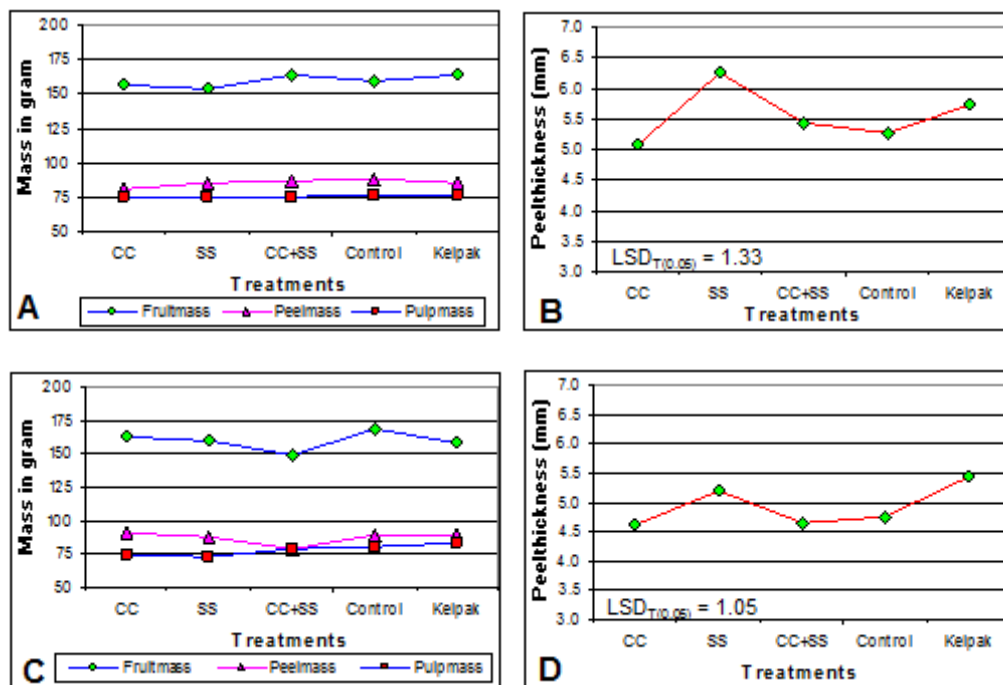 200
175
150
125
100
75
50
Mass in gram
CC SS CC+SS Control Kelpak
Treatments
A
Fruitmass Peelmass Pulpmass
7.0
6.5
6.0
5.5
5.0
4.5
4.0
3.5
3.0
Peelthickness (mm)
LSDT(0.05) = 1.33
CC SS CC+SS Control Kelpak
Treatments
B
200
175
150
125
100
75
50
Mass in gram
CC SS CC+SS Control Kelpak
Treatments
C
Fruitmass Peelmass Pulpmass
7.0
6.5
6.0
5.5
5.0
4.5
4.0
3.5
3.0
Peelthickness (mm)
LSDT(0.05) = 1.05
CC SS CC+SS Control Kelpak
Treatments
D